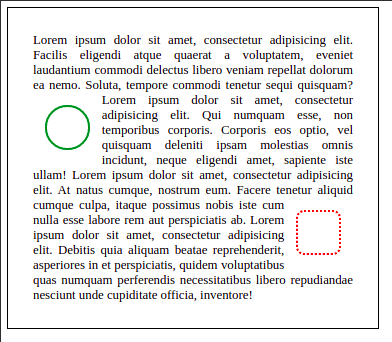 Lorem ipsum dolor sit amet, consectetur adipisicing elit.
Facilis eligendi atque quaerat a voluptatem, eveniet
laudantium commodi delectus libero veniam repellat dolorum
ea nemo. Soluta, tempore commodi tenetur sequi quisquam?
Lorem ipsum dolor sit amet, consectetur
adipisicing elit. Qui numquam esse, non
temporibus corporis. Corporis eos optio, vel
quisquam deleniti ipsam molestias omnis
incidunt, neque eligendi amet, sapiente iste
ullam! Lorem ipsum dolor sit amet, consectetur adipisicing
elit. At natus cumque, nostrum eum. Facere tenetur aliquid
cumque culpa, itaque possimus nobis iste cum
nulla esse labore rem aut perspiciatis ab. Lorem
ipsum dolor sit amet, consectetur adipisicing
elit. Debitis quia aliquam beatae reprehenderit,
asperiores in et perspiciatis, quidem voluptatibus
quas numquam perferendis necessitatibus libero repudiandae
nesciunt unde cupiditate officia, inventore!